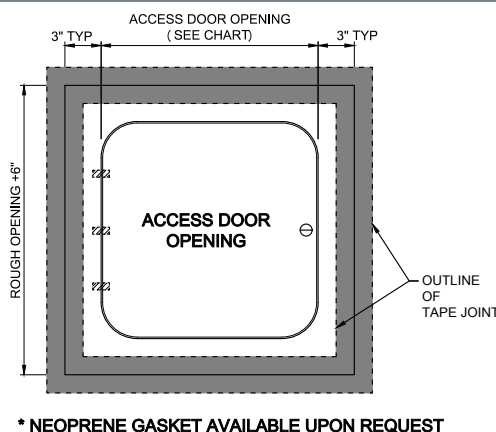 ACCESS DOOR OPENING
( SEE CHART)
3" TYP
3" TYP
ROUGH OPENING +6"
ACCESS DOOR
OPENING
OUTLINE
OF
TAPE JOINT
* NEOPRENE GASKET AVAILABLE UPON REQUEST